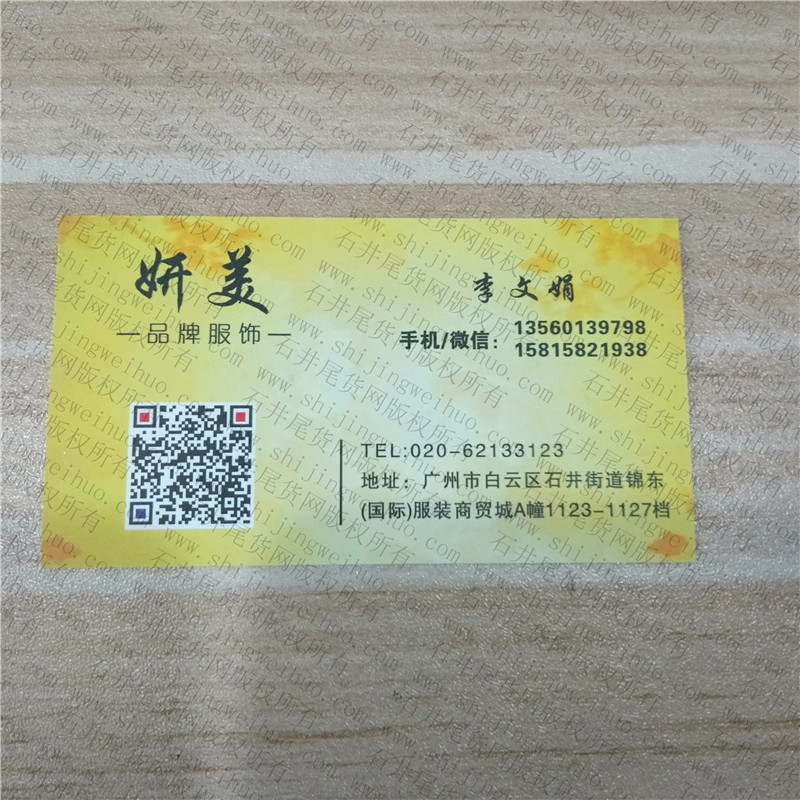 妍美
品牌服饰
李文娟
手机/微信：13560139798
15815821938
TEL:020-62133123
地址：广州市白云区石井街道锦东
(国际)服装商贸城A幢1123-1127档
石井尾货网版权所有
www.shijingweihuo.com